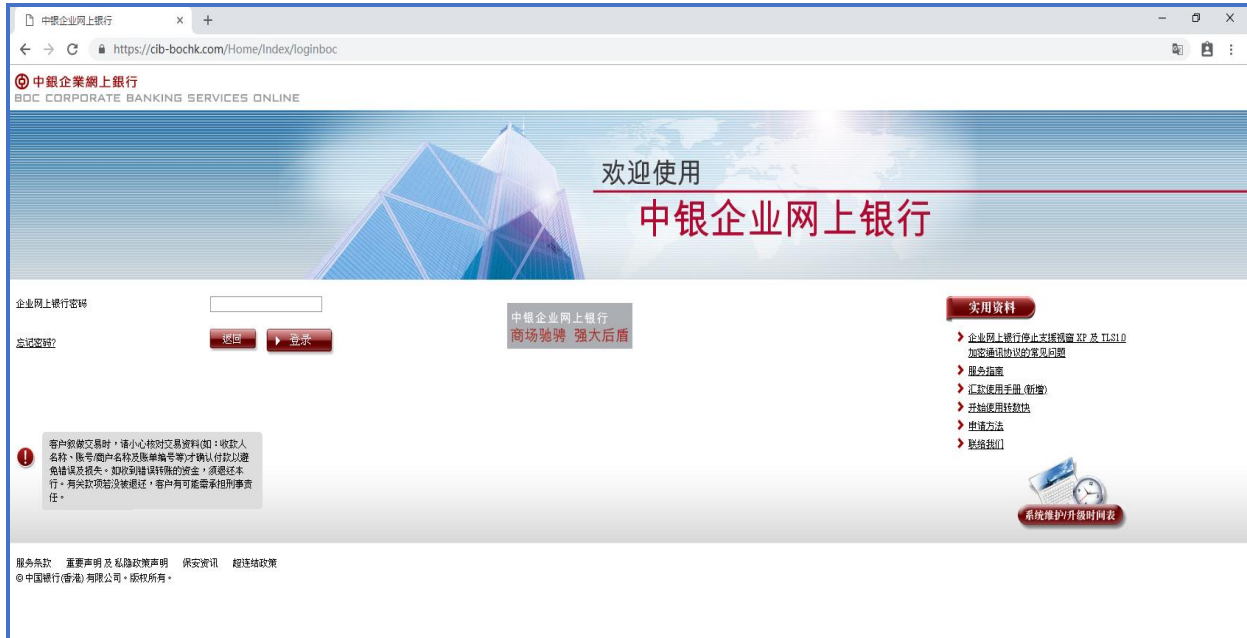 中银企业网上银行
https://cib-bochk.com/Home/Index/loginboc
中銀企業網上銀行
BOC CORPORATE BANKING SERVICES ONLINE
欢迎使用
中银企业网上银行
企业网上银行密码
忘记密码?
返回
登录
中银企业网上银行
商场驰骋 强大后盾
实用资料
企业网上银行停止支援视窗 XP 及 TLS1.0
加密通讯协议的常见问题
服务指南
汇款使用手册 (新增)
开始使用转数快
申请方法
联络我们
系统维护/升级时间表
客户叙做交易时，请小心核对交易资料(如：收款人
名称、账号/商户名称及账单编号等)才确认付款以避
免错误及损失。如收到错误转账的资金，须退还本
行。有关款项若没被退还，客户有可能需承担刑事责
任。
服务条款 重要声明 及 私隐政策声明 保安资讯 超连结政策
© 中国银行(香港) 有限公司。版权所有。